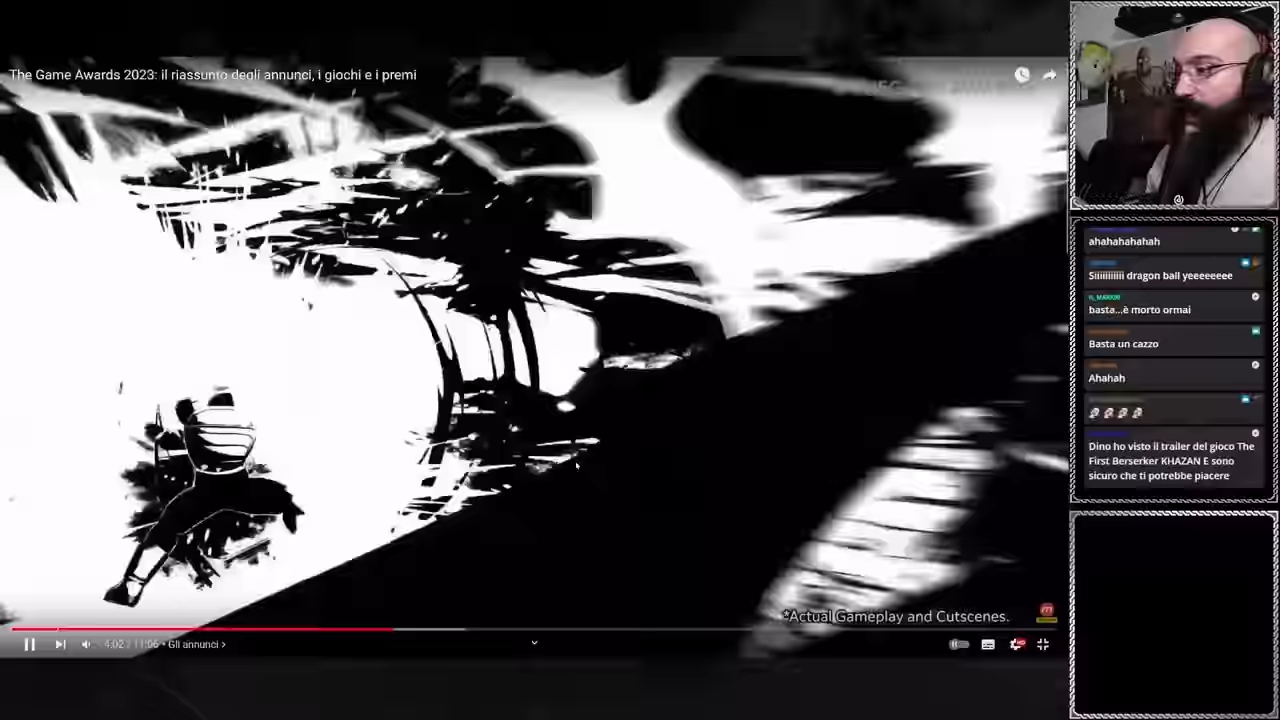 The Game Awards 2023: il riassunto degli annunci, i giochi e i premi
*Actual Gameplay and Cutscenes.
4:02 / 11:06 • Gli annunci >
ahahahahahah
Siiiiiiiiiii dragon ball yeeeeeeee
IL_MARIOR
basta...è morto ormai
Basta un cazzo
Ahahah
Dino ho visto il trailer del gioco The
First Berserker KHAZAN E sono
sicuro che ti potrebbe piacere